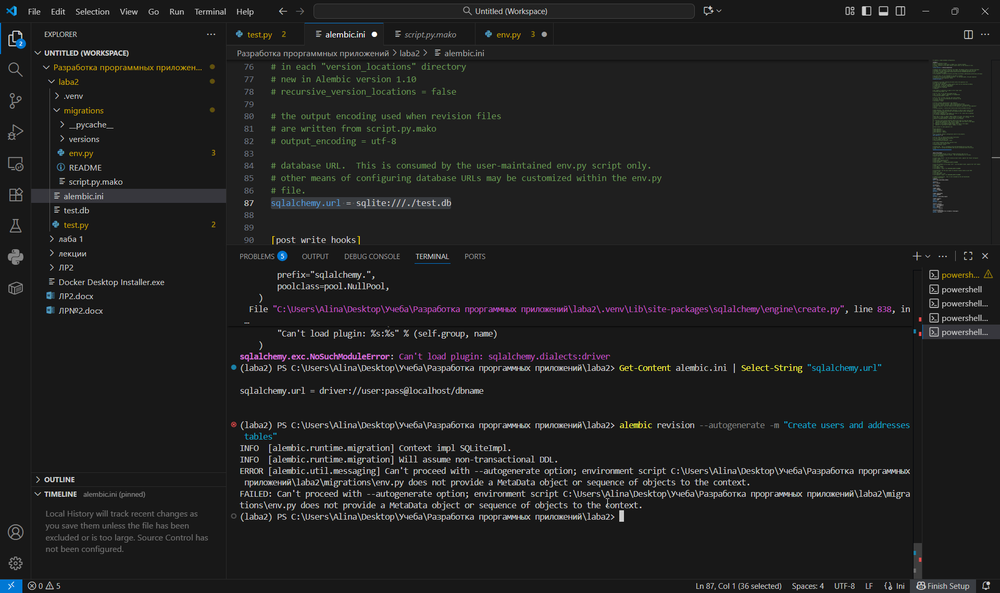 File Edit Selection View Go Run Terminal Help
Untitled (Workspace)
EXPLORER
2
UNTITLED (WORKSPACE)
Разработка проргаммных приложен...
laba2
.venv
migrations
__pycache__
versions
env.py 3
README
script.py.mako
alembic.ini
test.db
test.py 2
лаба 1
лекции
ЛР2
Docker Desktop Installer.exe
ЛР2.docx
ЛРNº2.docx
OUTLINE
TIMELINE alembic.ini (pinned)
Local History will track recent changes as
you save them unless the file has been
excluded or is too large. Source Control has
not been configured.
test.py 2
alembic.ini
script.py.mako
env.py 3
Разработка проргаммных приложений > laba2 > alembic.ini
76 # in each "version_locations" directory
77 # new in Alembic version 1.10
78 # recursive_version_locations = false
79
80 # the output encoding used when revision files
81 # are written from script.py.mako
82 # output_encoding = utf-8
83
84 # database URL.  This is consumed by the user-maintained env.py script only.
85 # other means of configuring database URLs may be customized within the env.py
86 # file.
87 sqlalchemy.url = sqlite:///./test.db
88
89
90 [post_write_hooks]
PROBLEMS 5 OUTPUT DEBUG CONSOLE TERMINAL PORTS
prefix="sqlalchemy.",
poolclass=pool.NullPool,
)
File "C:\Users\Alina\Desktop\Учеба\Разработка проргаммных приложений\laba2\.venv\Lib\site-packages\sqlalchemy\engine\create.py", line 838, in
…
"Can't load plugin: %s:%s" % (self.group, name)
)
sqlalchemy.exc.NoSuchModuleError: Can't load plugin: sqlalchemy.dialects:driver
(laba2) PS C:\Users\Alina\Desktop\Учеба\Разработка проргаммных приложений\laba2> Get-Content alembic.ini | Select-String "sqlalchemy.url"
sqlalchemy.url = driver://user:pass@localhost/dbname
(laba2) PS C:\Users\Alina\Desktop\Учеба\Разработка проргаммных приложений\laba2> alembic revision --autogenerate -m "Create users and addresses
tables"
INFO  [alembic.runtime.migration] Context impl SQLiteImpl.
INFO  [alembic.runtime.migration] Will assume non-transactional DDL.
ERROR [alembic.util.messaging] Can't proceed with --autogenerate option; environment script C:\Users\Alina\Desktop\Учеба\Разработка проргаммных
приложений\laba2\migrations\env.py does not provide a MetaData object or sequence of objects to the context.
FAILED: Can't proceed with --autogenerate option; environment script C:\Users\Alina\Desktop\Учеба\Разработка проргаммных приложений\laba2\migra
tions\env.py does not provide a MetaData object or sequence of objects to the context.
(laba2) PS C:\Users\Alina\Desktop\Учеба\Разработка проргаммных приложений\laba2>
powersh...
powershell
powershell...
powershell...
powershell...
0 5
Ln 87, Col 1 (36 selected) Spaces: 4 UTF-8 LF {} Ini Finish Setup